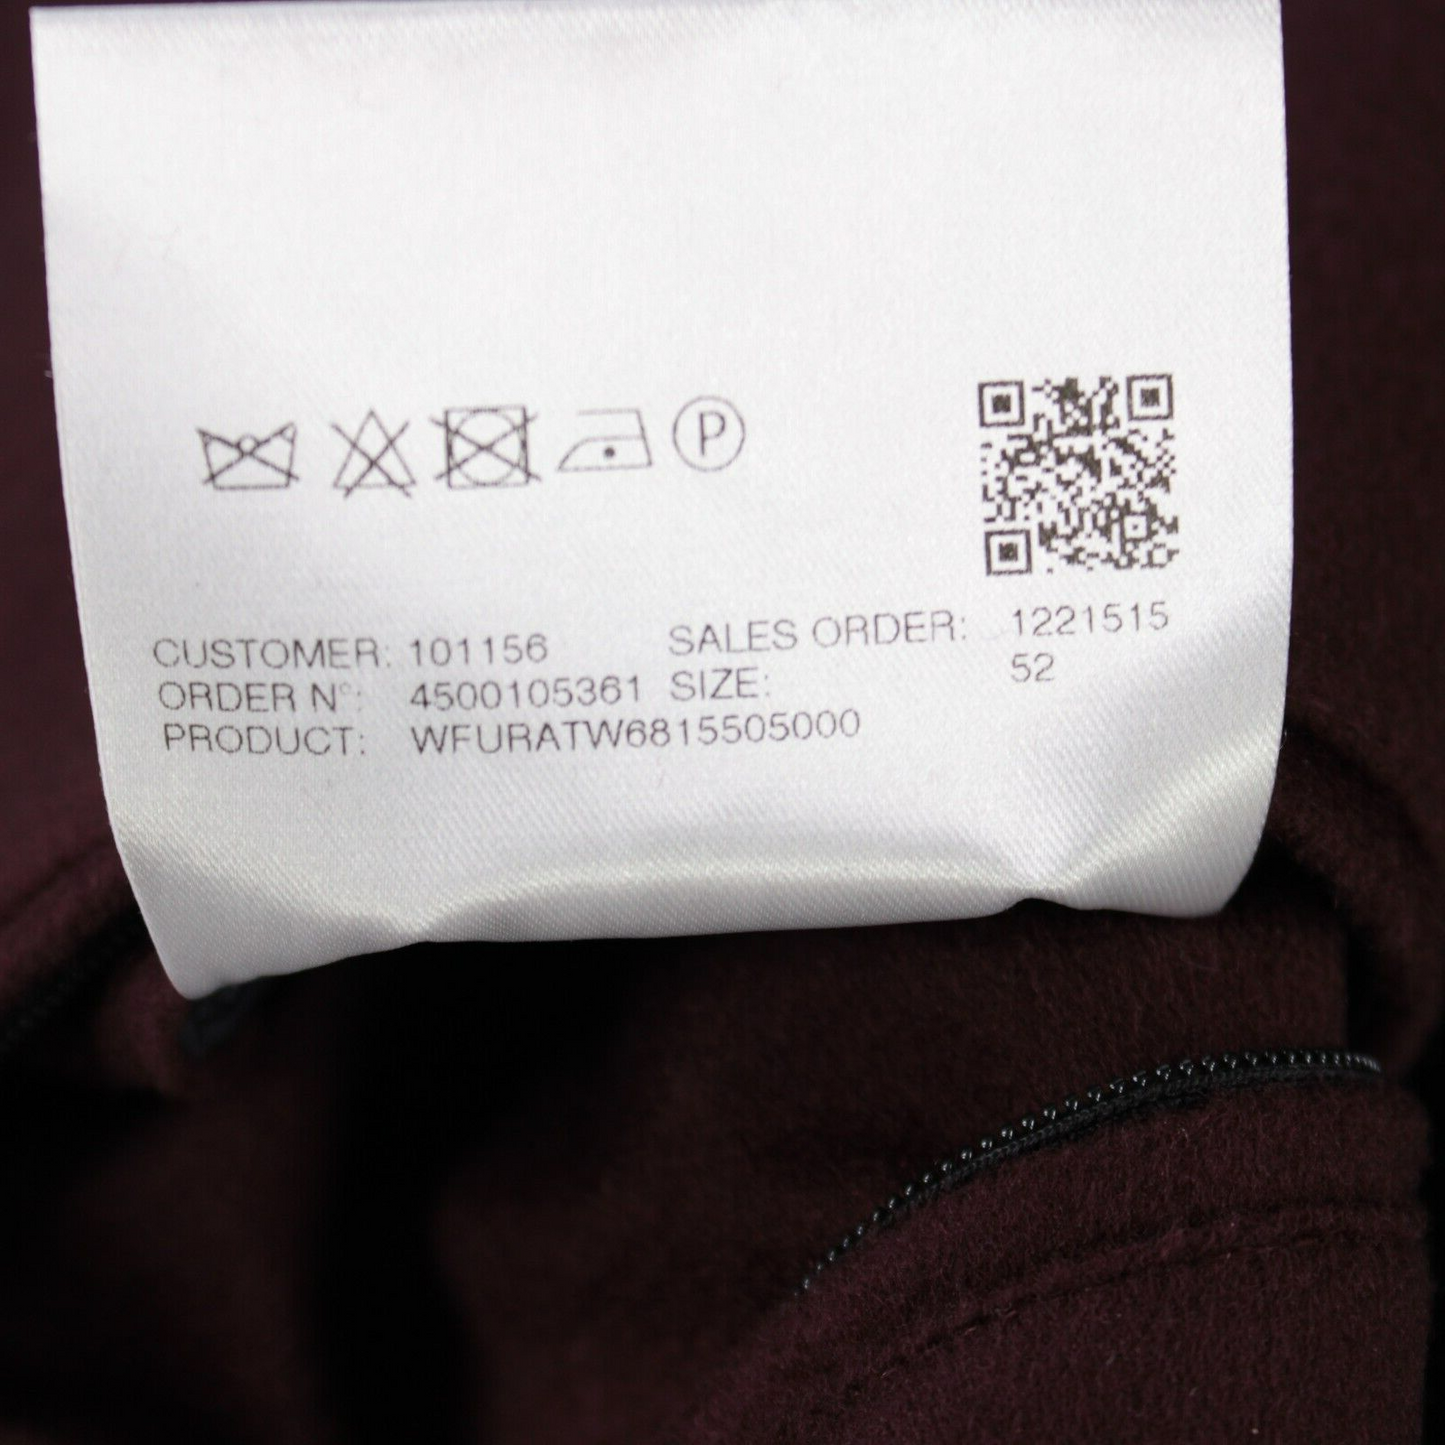 P
CUSTOMER: 101156 SALES ORDER: 1221515
ORDER N°: 4500105361 SIZE: 52
PRODUCT: WFURATW6815505000